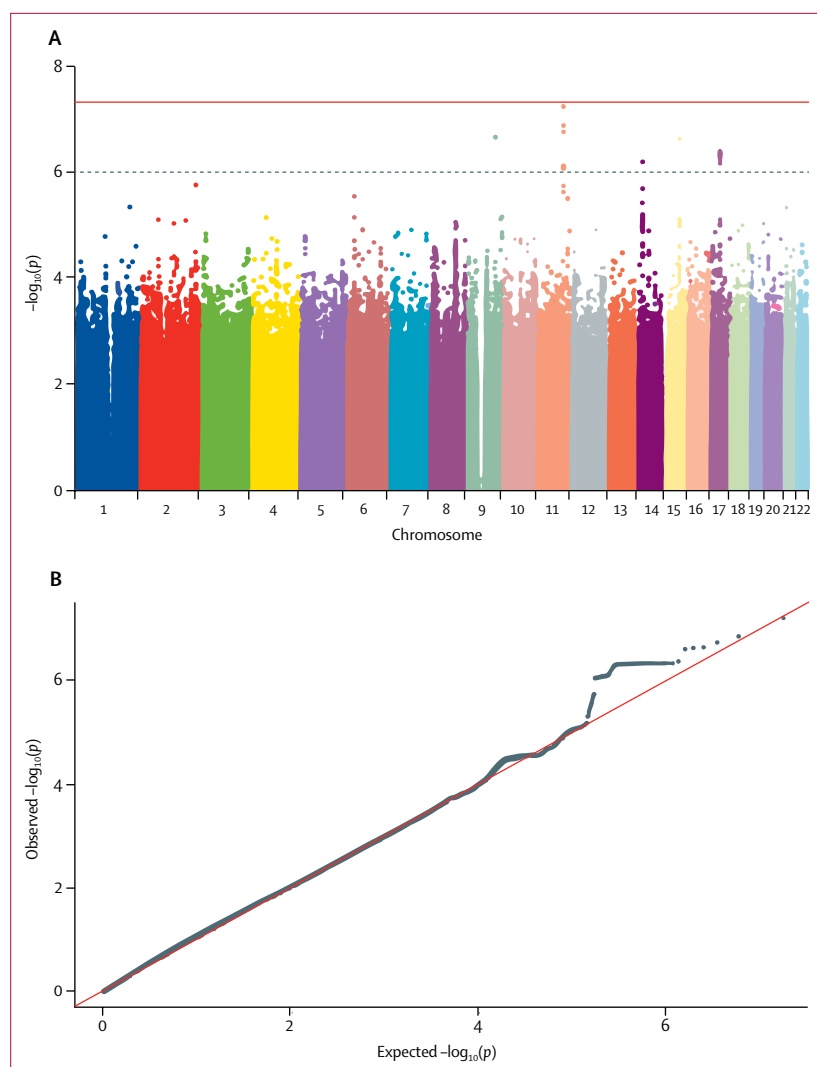 A
8
6
4
2
0
–log₁₀(p)
1 2 3 4 5 6 7 8 9 10 11 12 13 14 15 16 17 18 19 20 21 22
Chromosome
B
6
4
2
0
Observed –log₁₀(p)
0 2 4 6
Expected –log₁₀(p)